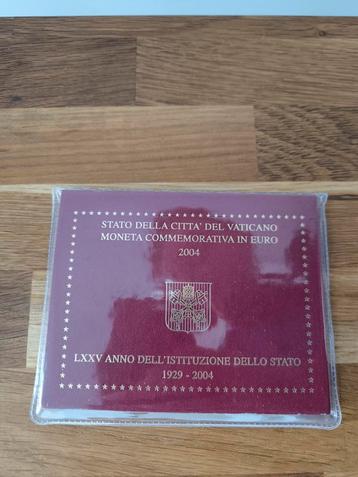 STATO DELLA CITTA' DEL VATICANO
MONETA COMMEMORATIVA IN EURO
2004
LXXV ANNO DELL'ISTITUZIONE DELLO STATO
1929 - 2004